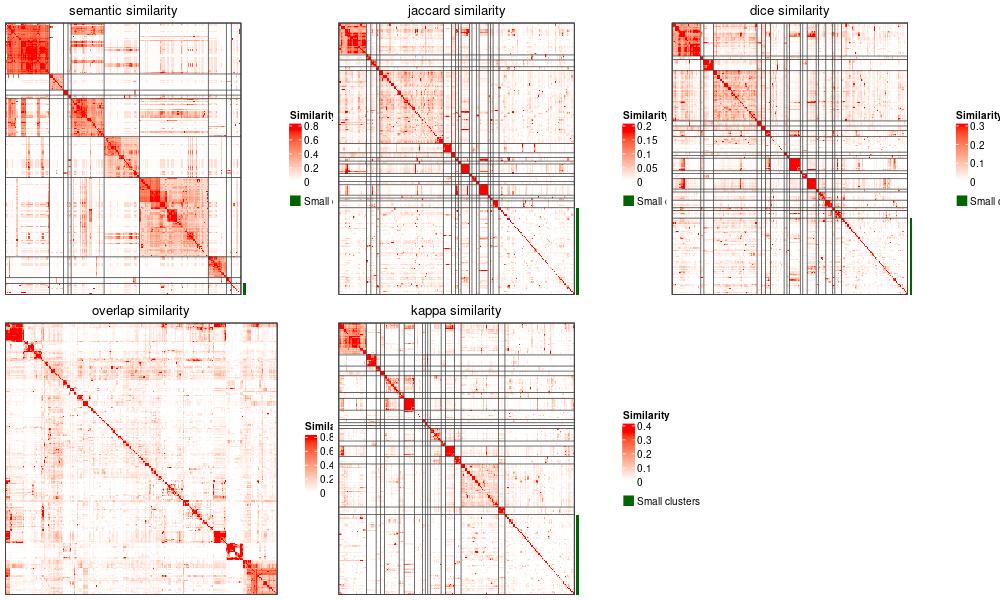 semantic similarity
Similarity
0.8
0.6
0.4
0.2
0
Small
jaccard similarity
Similarity
0.2
0.15
0.1
0.05
0
Small
dice similarity
Similarity
0.3
0.2
0.1
0
Small
overlap similarity
Simila
0.8
0.6
0.4
0.2
0
kappa similarity
Similarity
0.4
0.3
0.2
0.1
0
Small clusters